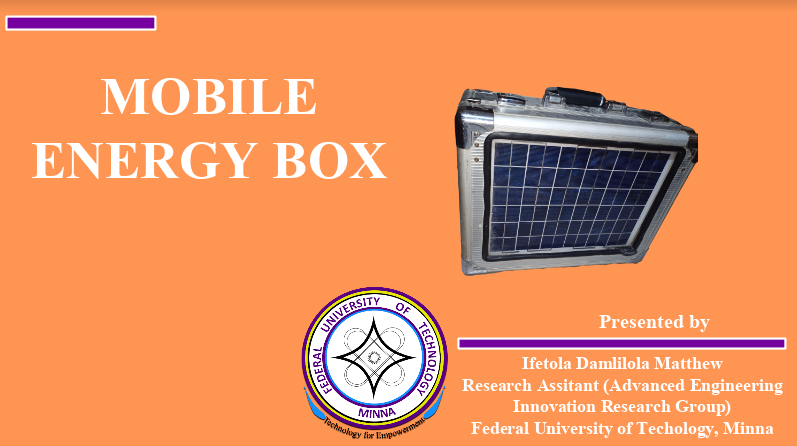 MOBILE
ENERGY BOX
FEDERAL UNIVERSITY OF TECHNOLOGY
MINNA
Technology for Empowerment
Presented by
Ifetola Damlilola Matthew
Research Assitant (Advanced Engineering
Innovation Research Group)
Federal University of Techology, Minna